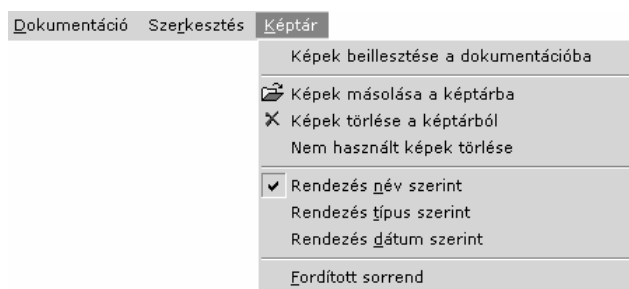 Dokumentáció Szerkesztés Képtár
Képek beillesztése a dokumentációba
Képek másolása a képtárba
Képek törlése a képtárból
Nem használt képek törlése
Rendezés név szerint
Rendezés típus szerint
Rendezés dátum szerint
Fordított sorrend